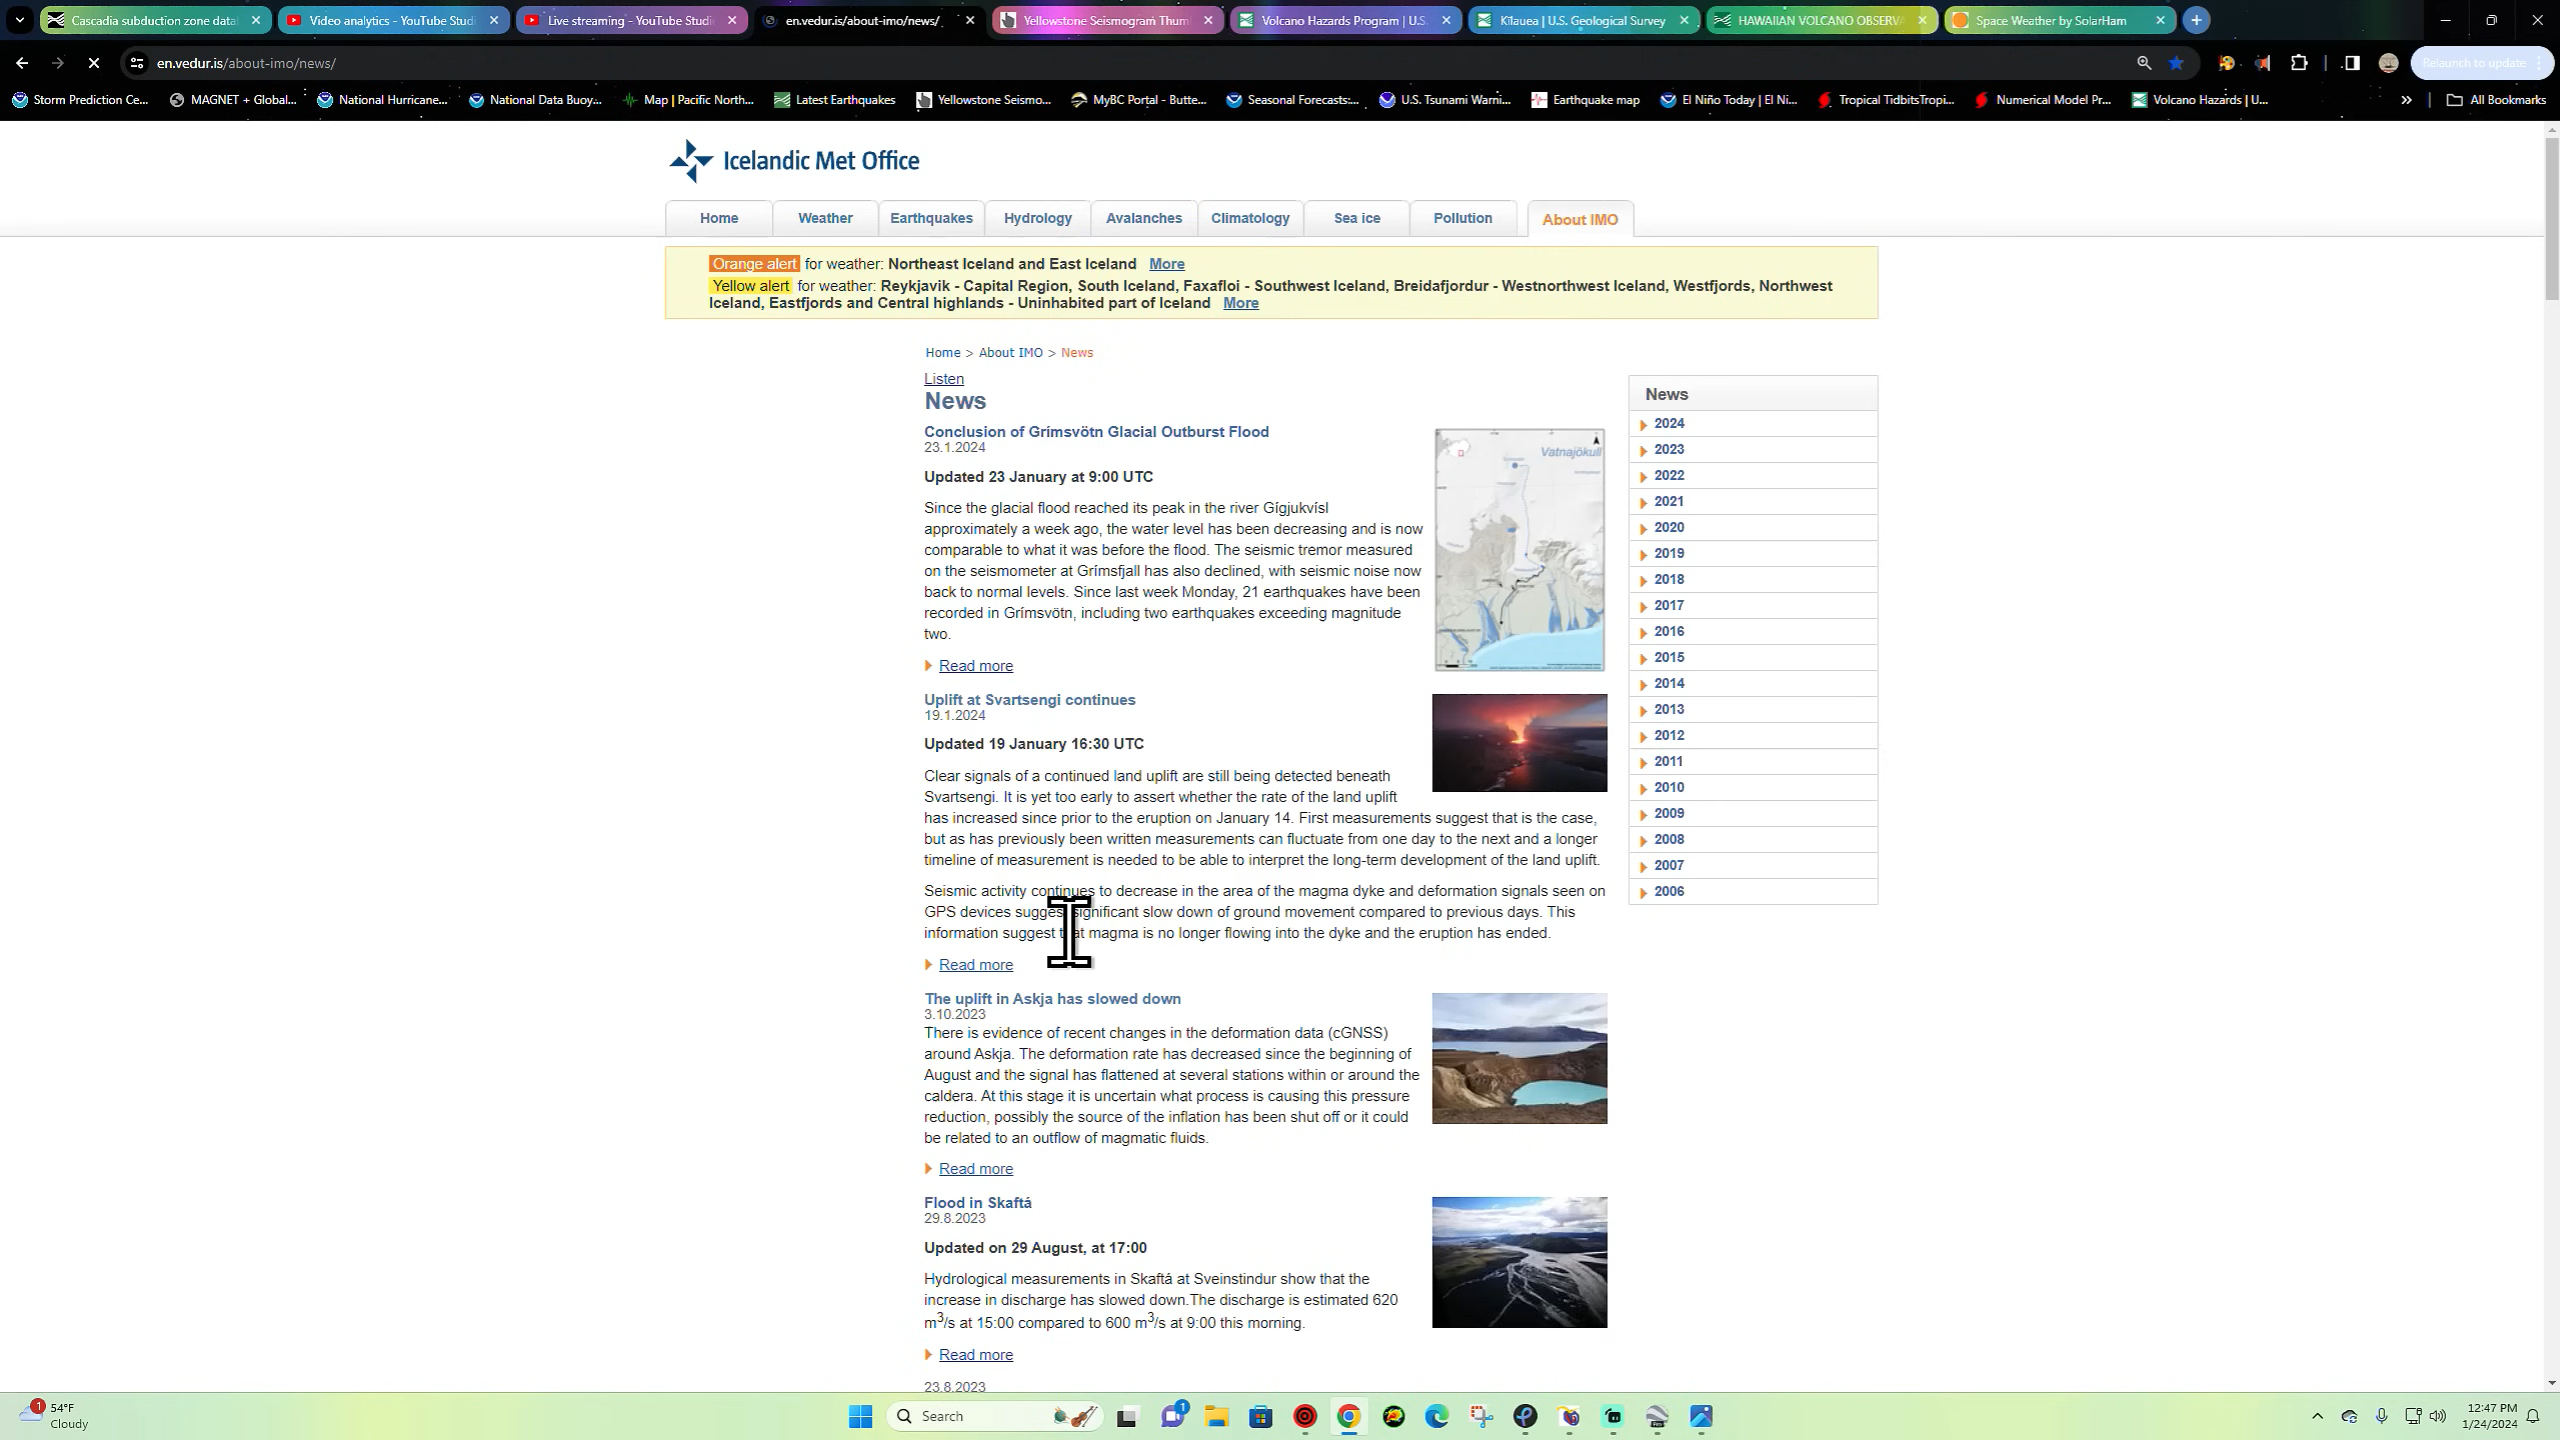 Cascadia subduction zone data
Video analytics - YouTube Studi
Live streaming - YouTube Studi
en.vedur.is/about-imo/news/
Yellowstone Seismogram Thum
Volcano Hazards Program | U.S.
Kīlauea | U.S. Geological Survey
HAWAIIAN VOLCANO OBSERVA
Space Weather by SolarHam
en.vedur.is/about-imo/news/
Relaunch to update
Storm Prediction Ce...
MAGNET + Global...
National Hurricane...
National Data Buoy...
Map | Pacific North...
Latest Earthquakes
Yellowstone Seismo...
MyBC Portal - Butte...
Seasonal Forecasts:...
U.S. Tsunami Warni...
Earthquake map
El Niño Today | El Ni...
Tropical TidbitsTropi...
Numerical Model Pr...
Volcano Hazards | U...
All Bookmarks
Icelandic Met Office
Home
Weather
Earthquakes
Hydrology
Avalanches
Climatology
Sea ice
Pollution
About IMO
Orange alert for weather: Northeast Iceland and East Iceland More
Yellow alert for weather: Reykjavik - Capital Region, South Iceland, Faxafloi - Southwest Iceland, Breidafjordur - Westnorthwest Iceland, Westfjords, Northwest
Iceland, Eastfjords and Central highlands - Uninhabited part of Iceland More
Home > About IMO > News
Listen
News
Conclusion of Grímsvötn Glacial Outburst Flood
23.1.2024
Updated 23 January at 9:00 UTC
Since the glacial flood reached its peak in the river Gígjukvísl
approximately a week ago, the water level has been decreasing and is now
comparable to what it was before the flood. The seismic tremor measured
on the seismometer at Grímsfjall has also declined, with seismic noise now
back to normal levels. Since last week Monday, 21 earthquakes have been
recorded in Grímsvötn, including two earthquakes exceeding magnitude
two.
Read more
Vatnajökull
Uplift at Svartsengi continues
19.1.2024
Updated 19 January 16:30 UTC
Clear signals of a continued land uplift are still being detected beneath
Svartsengi. It is yet too early to assert whether the rate of the land uplift
has increased since prior to the eruption on January 14. First measurements suggest that is the case,
but as has previously been written measurements can fluctuate from one day to the next and a longer
timeline of measurement is needed to be able to interpret the long-term development of the land uplift.
Seismic activity continues to decrease in the area of the magma dyke and deformation signals seen on
GPS devices suggest significant slow down of ground movement compared to previous days. This
information suggest that magma is no longer flowing into the dyke and the eruption has ended.
Read more
The uplift in Askja has slowed down
3.10.2023
There is evidence of recent changes in the deformation data (cGNSS)
around Askja. The deformation rate has decreased since the beginning of
August and the signal has flattened at several stations within or around the
caldera. At this stage it is uncertain what process is causing this pressure
reduction, possibly the source of the inflation has been shut off or it could
be related to an outflow of magmatic fluids.
Read more
Flood in Skaftá
29.8.2023
Updated on 29 August, at 17:00
Hydrological measurements in Skaftá at Sveinstindur show that the
increase in discharge has slowed down.The discharge is estimated 620
m3/s at 15:00 compared to 600 m3/s at 9:00 this morning.
Read more
23.8.2023
News
2024
2023
2022
2021
2020
2019
2018
2017
2016
2015
2014
2013
2012
2011
2010
2009
2008
2007
2006
1
54°F
Cloudy
Search
1
12:47 PM
1/24/2024